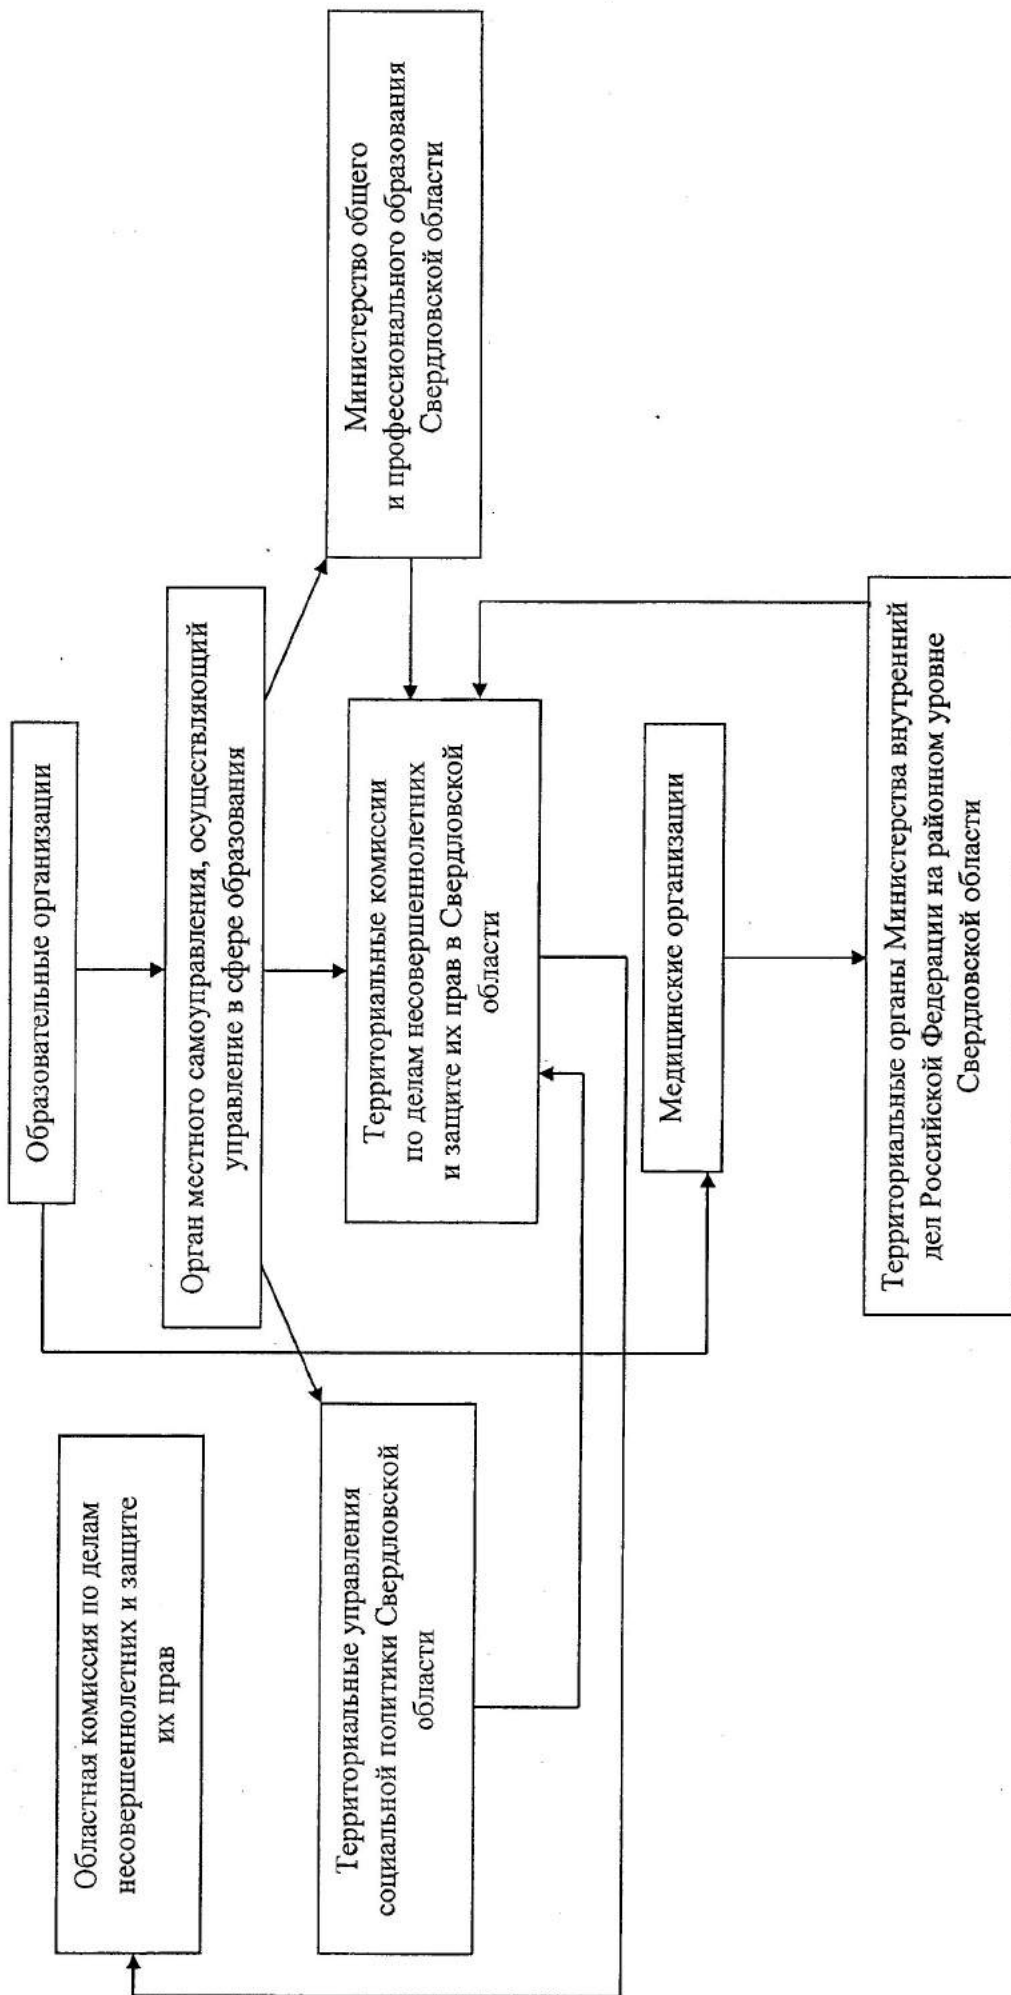 Образовательные организации
Областная комиссия по делам
несовершеннолетних и защите
их прав
Орган местного самоуправления, осуществляющий
управление в сфере образования
Территориальные управления
социальной политики Свердловской
области
Территориальные комиссии
по делам несовершеннолетних
и защите их прав в Свердловской
области
Министерство общего
и профессионального образования
Свердловской области
Медицинские организации
Территориальные органы Министерства внутренний
дел Российской Федерации на районном уровне
Свердловской области